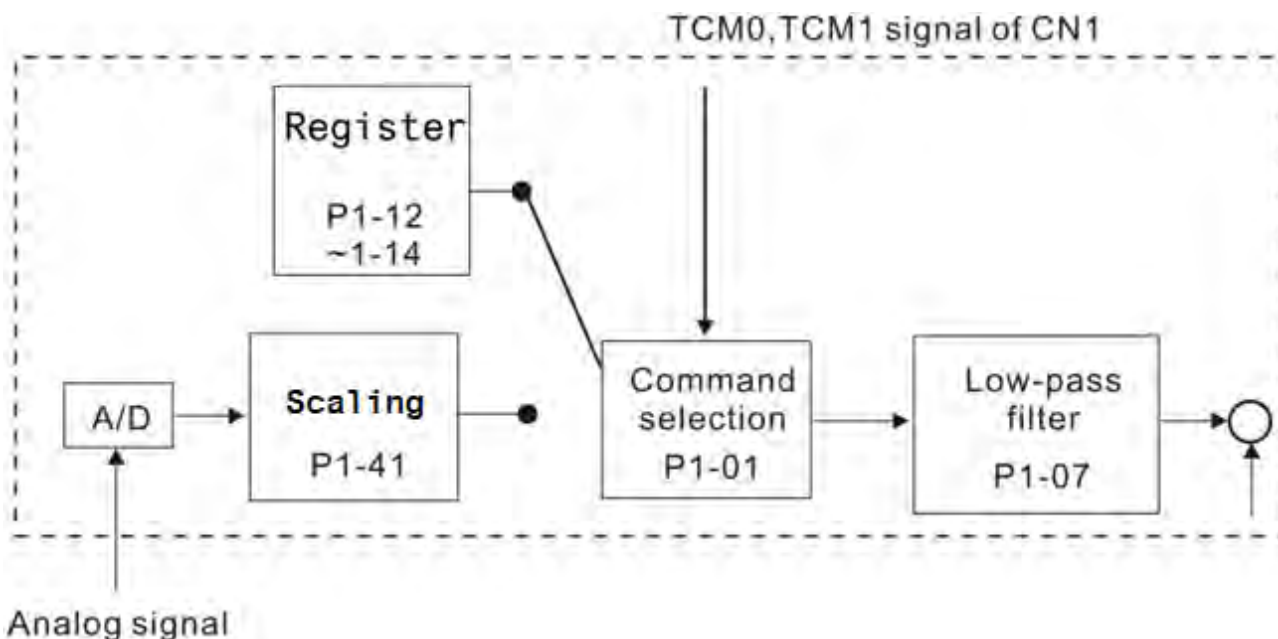 TCM0,TCM1 signal of CN1
Register
P1-12
~1-14
A/D
Scaling
P1-41
Command
selection
P1-01
Low-pass
filter
P1-07
Analog signal